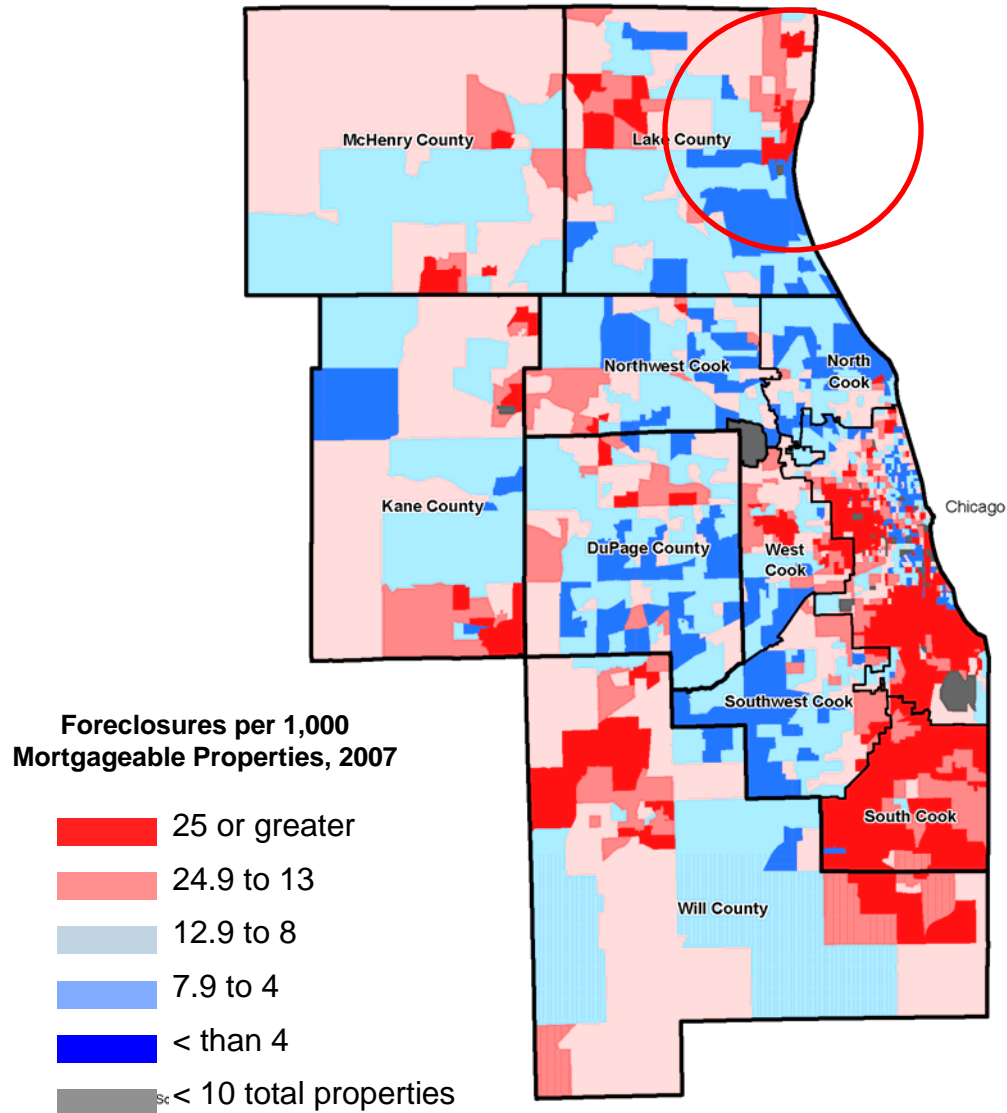 McHenry County
Lake County
Northwest Cook
North
Cook
Kane County
Chicago
DuPage County
West
Cook
Southwest Cook
Foreclosures per 1,000
Mortgageable Properties, 2007
25 or greater
South Cook
24.9 to 13
12.9 to 8
Will County
7.9 to 4
< than 4
< 10 total properties